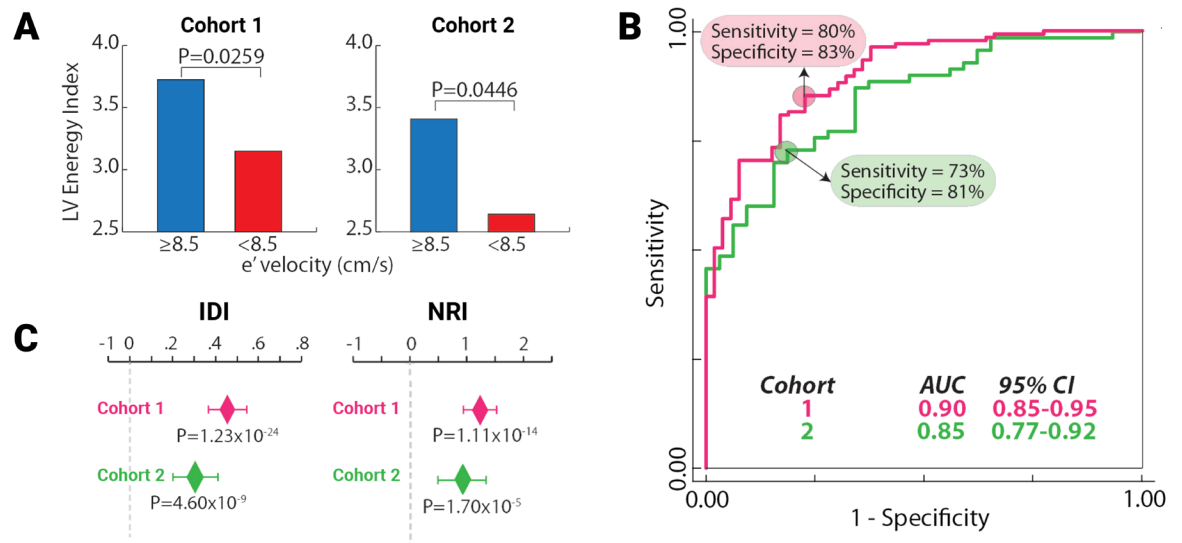 A
Cohort 1
Cohort 2
4.0
3.5
3.0
2.5
LV Eneregy Index
P=0.0259
≥8.5
<8.5
4.0
3.5
3.0
2.5
P=0.0446
≥8.5
<8.5
e' velocity (cm/s)
B
1.00
0.00
Sensitivity
Sensitivity = 80%
Specificity = 83%
Sensitivity = 73%
Specificity = 81%
Cohort AUC 95% CI
1 0.90 0.85-0.95
2 0.85 0.77-0.92
0.00
1.00
1 - Specificity
C
IDI
-1 0 .2 .4 .6 .8
Cohort 1
P=1.23x10-24
Cohort 2
P=4.60x10-9
NRI
-1 0 1 2
Cohort 1
P=1.11x10-14
Cohort 2
P=1.70x10-5